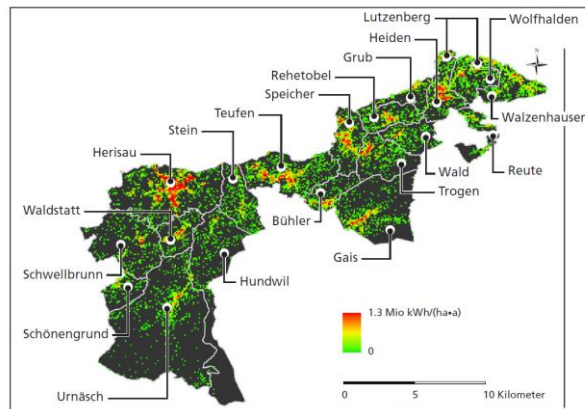 Lutzenberg
Wolfhalden
Heiden
Grub
Rehetobel
Speicher
Teufen
Walzenhausen
Stein
Herisau
Wald
Reute
Trogen
Waldstatt
Bühler
Gais
Schwellbrunn
Hundwil
Schönengrund
1.3 Mio kWh/(ha•a)
0
Urnäsch
0 5 10 Kilometer
N